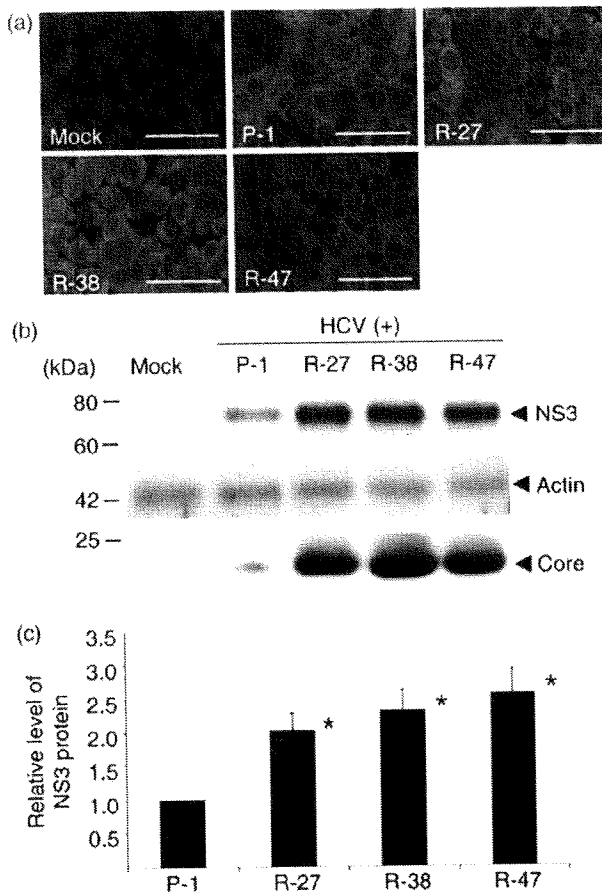 (a)
Mock
P-1
R-27
R-38
R-47
(b)
HCV (+)
(kDa) Mock P-1 R-27 R-38 R-47
80
60
42
25
NS3
Actin
Core
(c)
Relative level of
NS3 protein
3.5
3.0
2.5
2.0
1.5
1.0
0.5
*
*
*
P-1 R-27 R-38 R-47